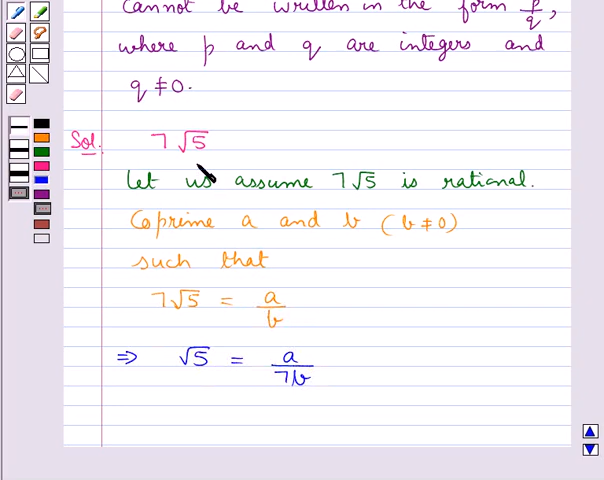 Cannot be written in the form p/q,
where p and q are integers and
q ≠ 0.
Sol. 7√5
Let us assume 7√5 is rational.
Coprime a and b (b ≠ 0)
such that
7√5 = a/b
⇒ √5 = a/7b